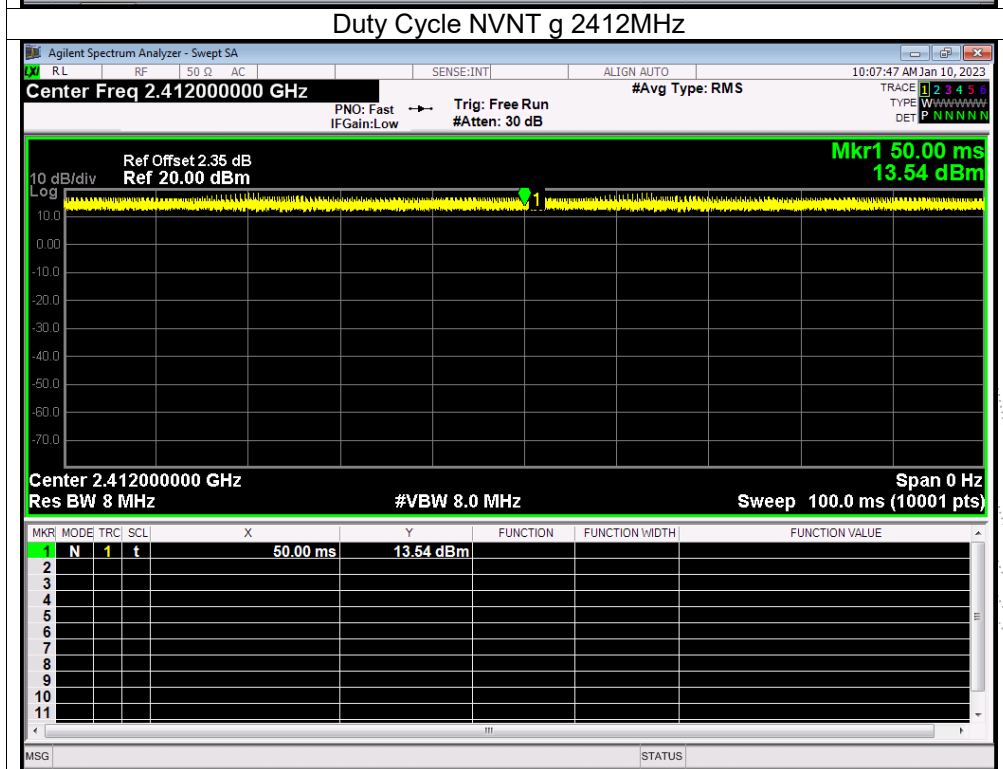 Duty Cycle NVNT g 2412MHz
Agilent Spectrum Analyzer - Swept SA
LXI RL RF 50 Ω AC SENSE:INT ALIGN AUTO 10:07:47 AM Jan 10, 2023
Center Freq 2.412000000 GHz #Avg Type: RMS TRACE 1 2 3 4 5 6
PNO: Fast Trig: Free Run TYPE WWWWWW
IFGain:Low #Atten: 30 dB DET P N N N N N
Mkr1 50.00 ms
Ref Offset 2.35 dB
10 dB/div Ref 20.00 dBm 13.54 dBm
Log
1
10.0
0.00
-10.0
-20.0
-30.0
-40.0
-50.0
-60.0
-70.0
Center 2.412000000 GHz Span 0 Hz
Res BW 8 MHz #VBW 8.0 MHz Sweep 100.0 ms (10001 pts)
MKR MODE TRC SCL X Y FUNCTION FUNCTION WIDTH FUNCTION VALUE
1 N 1 t 50.00 ms 13.54 dBm
2
3
4
5
6
7
8
9
10
11
MSG STATUS